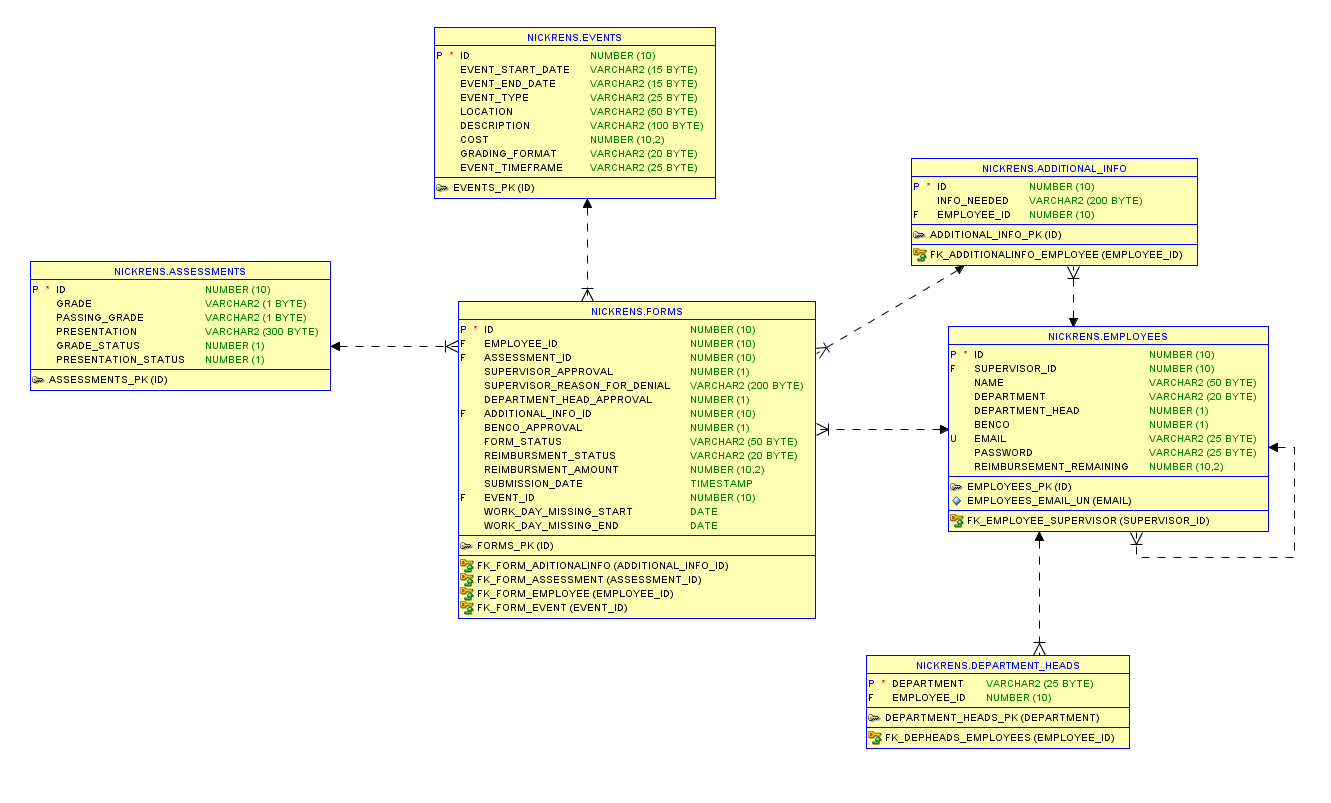 NICKRENS.EVENTS
P * ID NUMBER (10)
EVENT_START_DATE VARCHAR2 (15 BYTE)
EVENT_END_DATE VARCHAR2 (15 BYTE)
EVENT_TYPE VARCHAR2 (25 BYTE)
LOCATION VARCHAR2 (50 BYTE)
DESCRIPTION VARCHAR2 (100 BYTE)
COST NUMBER (10,2)
GRADING_FORMAT VARCHAR2 (20 BYTE)
EVENT_TIMEFRAME VARCHAR2 (25 BYTE)
EVENTS_PK (ID)
NICKRENS.ADDITIONAL_INFO
P * ID NUMBER (10)
INFO_NEEDED VARCHAR2 (200 BYTE)
F EMPLOYEE_ID NUMBER (10)
ADDITIONAL_INFO_PK (ID)
FK_ADDITIONALINFO_EMPLOYEE (EMPLOYEE_ID)
NICKRENS.ASSESSMENTS
P * ID NUMBER (10)
GRADE VARCHAR2 (1 BYTE)
PASSING_GRADE VARCHAR2 (1 BYTE)
PRESENTATION VARCHAR2 (300 BYTE)
GRADE_STATUS NUMBER (1)
PRESENTATION_STATUS NUMBER (1)
ASSESSMENTS_PK (ID)
NICKRENS.FORMS
P * ID NUMBER (10)
F EMPLOYEE_ID NUMBER (10)
F ASSESSMENT_ID NUMBER (10)
SUPERVISOR_APPROVAL NUMBER (1)
SUPERVISOR_REASON_FOR_DENIAL VARCHAR2 (200 BYTE)
DEPARTMENT_HEAD_APPROVAL NUMBER (1)
F ADDITIONAL_INFO_ID NUMBER (10)
BENCO_APPROVAL NUMBER (1)
FORM_STATUS VARCHAR2 (50 BYTE)
REIMBURSMENT_STATUS VARCHAR2 (20 BYTE)
REIMBURSMENT_AMOUNT NUMBER (10,2)
SUBMISSION_DATE TIMESTAMP
F EVENT_ID NUMBER (10)
WORK_DAY_MISSING_START DATE
WORK_DAY_MISSING_END DATE
FORMS_PK (ID)
FK_FORM_ADITIONALINFO (ADDITIONAL_INFO_ID)
FK_FORM_ASSESSMENT (ASSESSMENT_ID)
FK_FORM_EMPLOYEE (EMPLOYEE_ID)
FK_FORM_EVENT (EVENT_ID)
NICKRENS.EMPLOYEES
P * ID NUMBER (10)
F SUPERVISOR_ID NUMBER (10)
NAME VARCHAR2 (50 BYTE)
DEPARTMENT VARCHAR2 (20 BYTE)
DEPARTMENT_HEAD NUMBER (1)
BENCO NUMBER (1)
U EMAIL VARCHAR2 (25 BYTE)
PASSWORD VARCHAR2 (25 BYTE)
REIMBURSEMENT_REMAINING NUMBER (10,2)
EMPLOYEES_PK (ID)
EMPLOYEES_EMAIL_UN (EMAIL)
FK_EMPLOYEE_SUPERVISOR (SUPERVISOR_ID)
NICKRENS.DEPARTMENT_HEADS
P * DEPARTMENT VARCHAR2 (25 BYTE)
F EMPLOYEE_ID NUMBER (10)
DEPARTMENT_HEADS_PK (DEPARTMENT)
FK_DEPHEADS_EMPLOYEES (EMPLOYEE_ID)